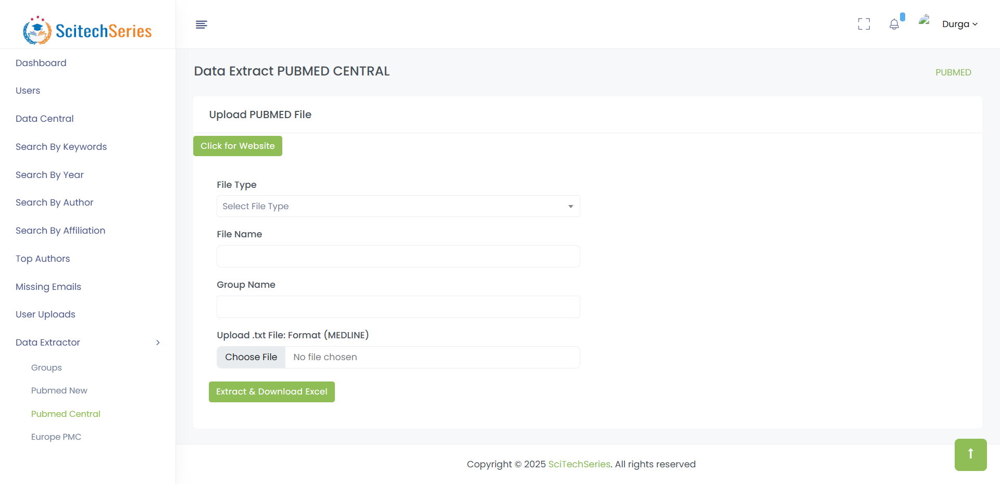 ScitechSeries
Durga
Dashboard
Users
Data Central
Search By Keywords
Search By Year
Search By Author
Search By Affiliation
Top Authors
Missing Emails
User Uploads
Data Extractor
Groups
Pubmed New
Pubmed Central
Europe PMC
Data Extract PUBMED CENTRAL
PUBMED
Upload PUBMED File
Click for Website
File Type
Select File Type
File Name
Group Name
Upload .txt File: Format (MEDLINE)
Choose File No file chosen
Extract & Download Excel
Copyright © 2025 SciTechSeries. All rights reserved